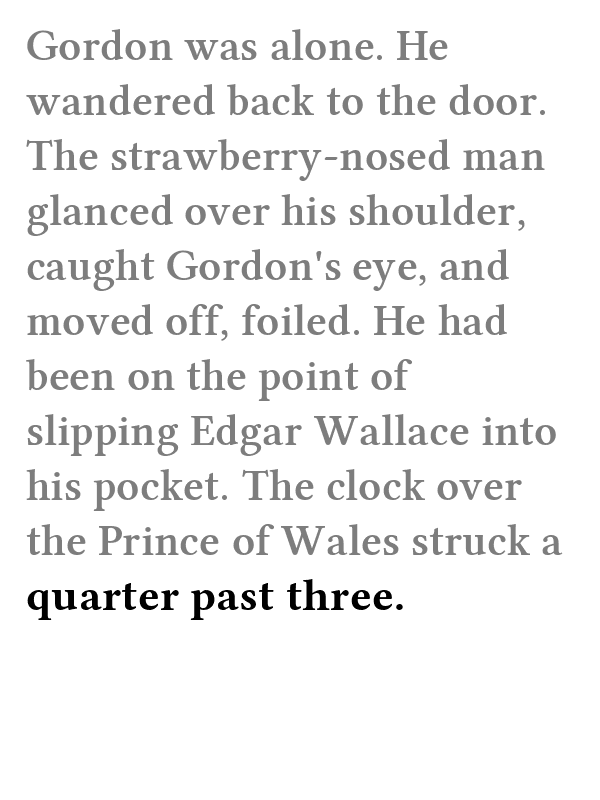 Gordon was alone. He
wandered back to the door.
The strawberry-nosed man
glanced over his shoulder,
caught Gordon's eye, and
moved off, foiled. He had
been on the point of
slipping Edgar Wallace into
his pocket. The clock over
the Prince of Wales struck a
quarter past three.